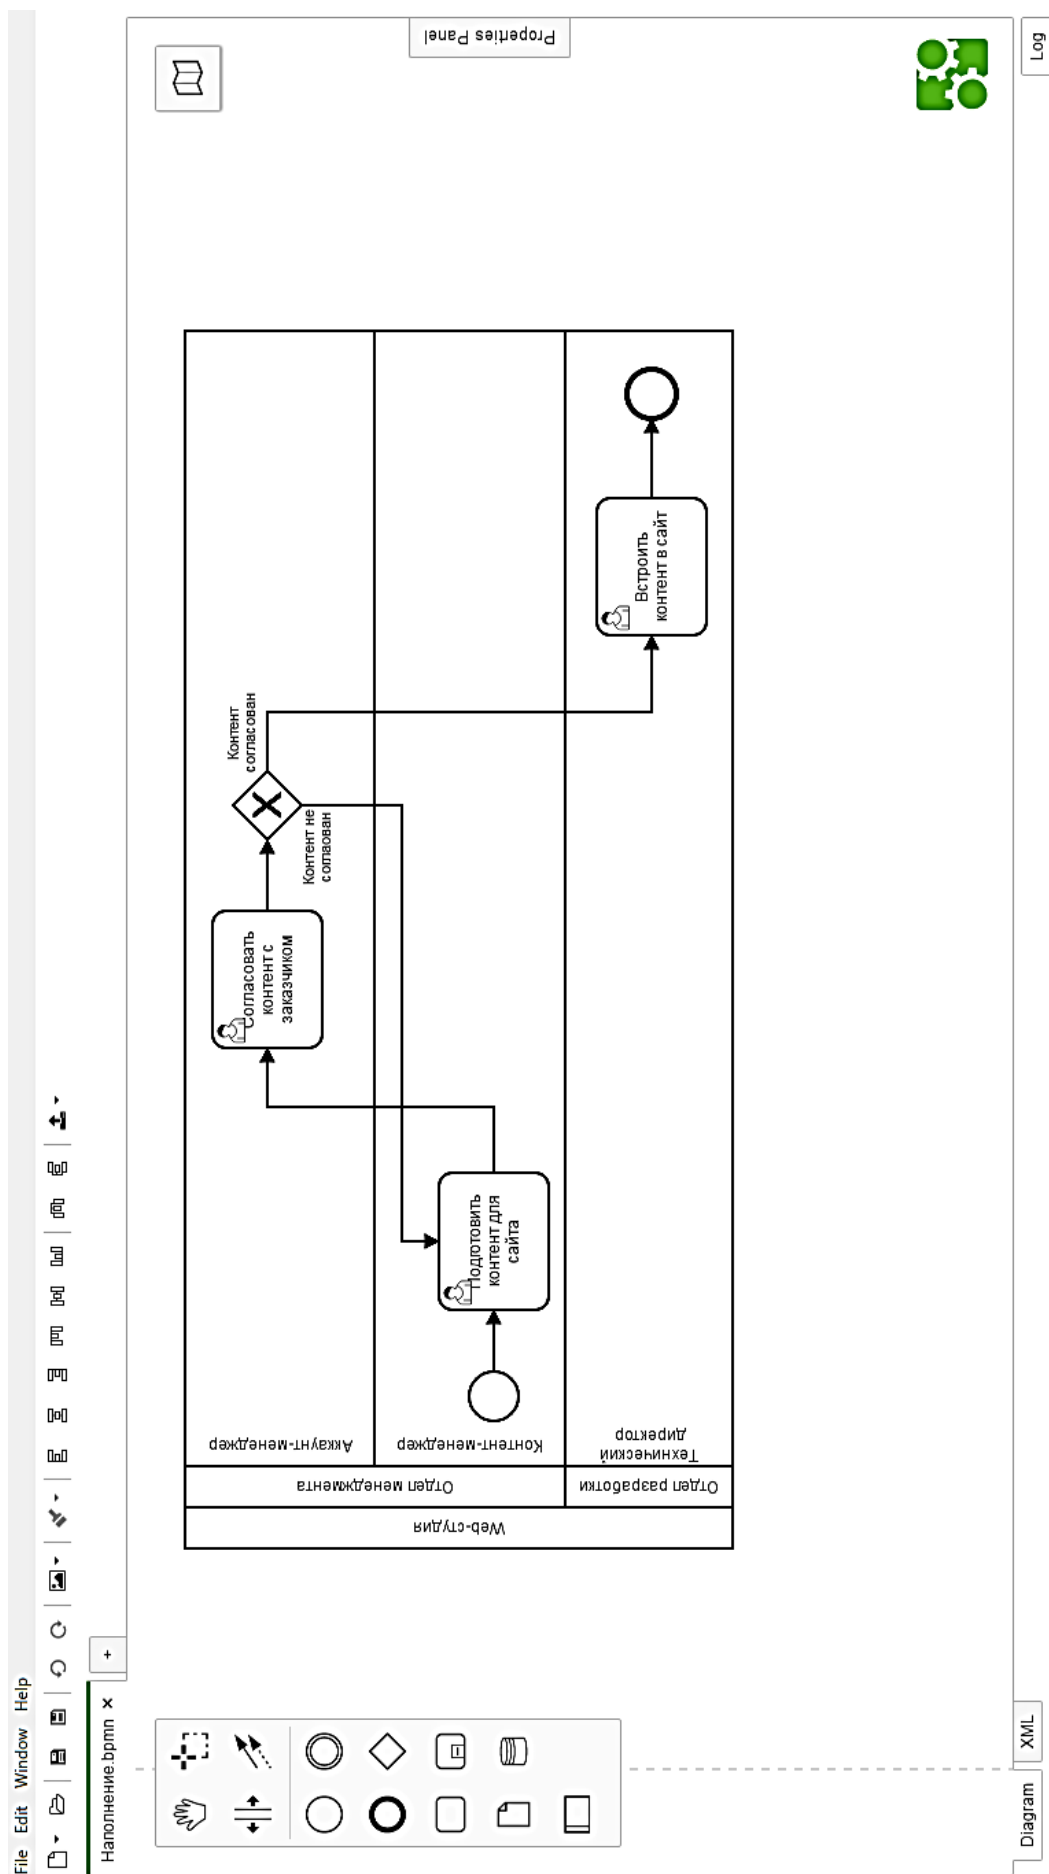 File Edit Window Help
Наполнение.bpmn × +
Properties Panel
Web-студия
Отдел менеджмента
Аккаунт-менеджер
Согласовать
контент с
заказчиком
Контент
согласован
Контент не
соглаован
Контент-менеджер
Подготовить
контент для
сайта
Отдел разработки
Технический
директор
Встроить
контент в сайт
Diagram XML
Log